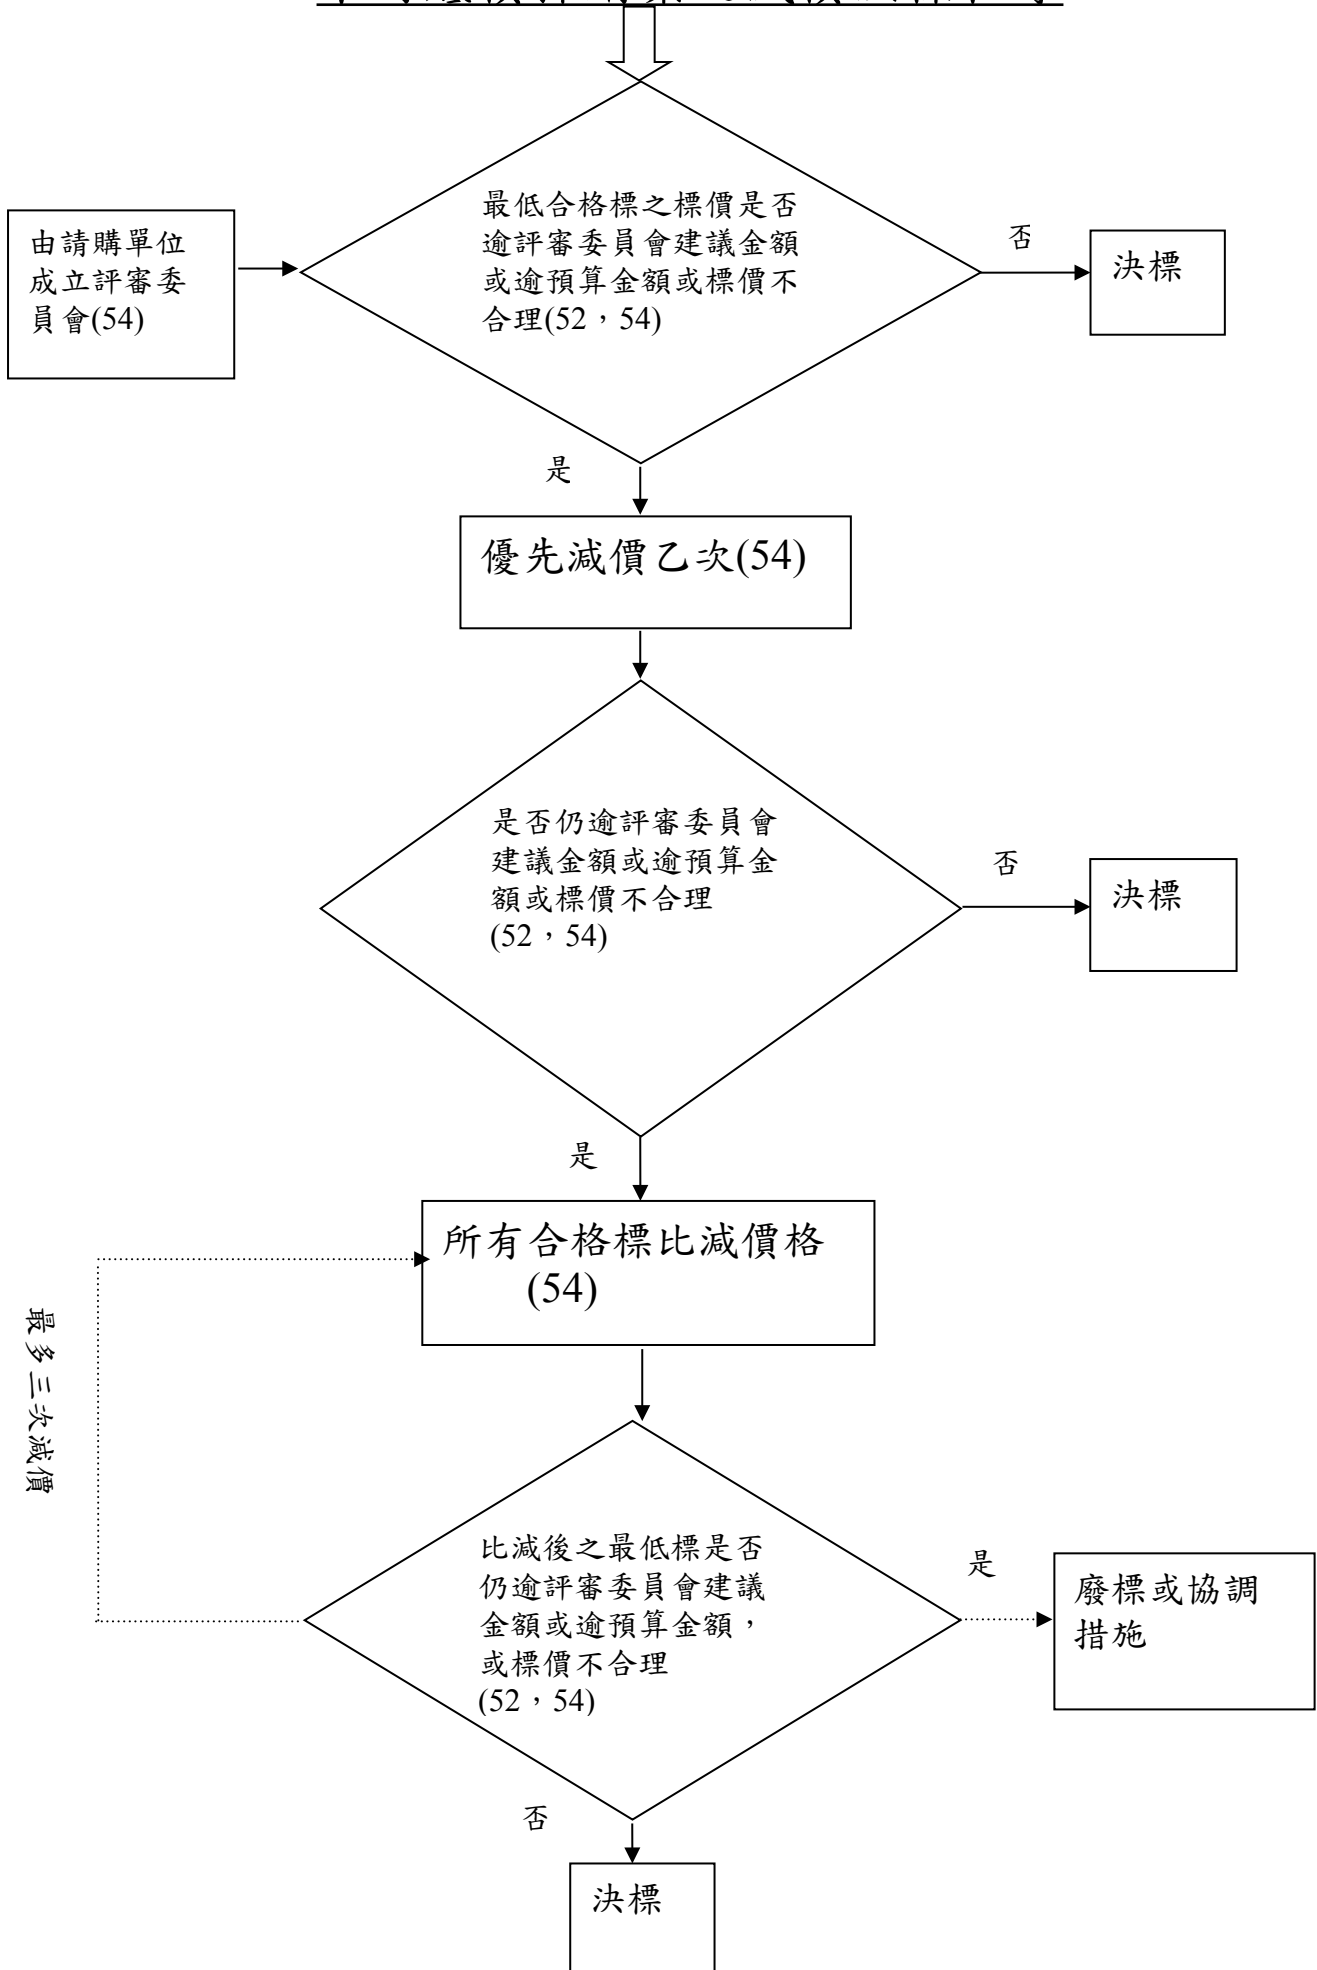 由請購單位
成立評審委
員會(54)
最低合格標之標價是否
逾評審委員會建議金額
或逾預算金額或標價不
合理(52，54)
否
決標
是
優先減價乙次(54)
是否仍逾評審委員會
建議金額或逾預算金
額或標價不合理
(52，54)
否
決標
是
所有合格標比減價格
(54)
最多三次減價
比減後之最低標是否
仍逾評審委員會建議
金額或逾預算金額，
或標價不合理
(52，54)
是
廢標或協調
措施
否
決標